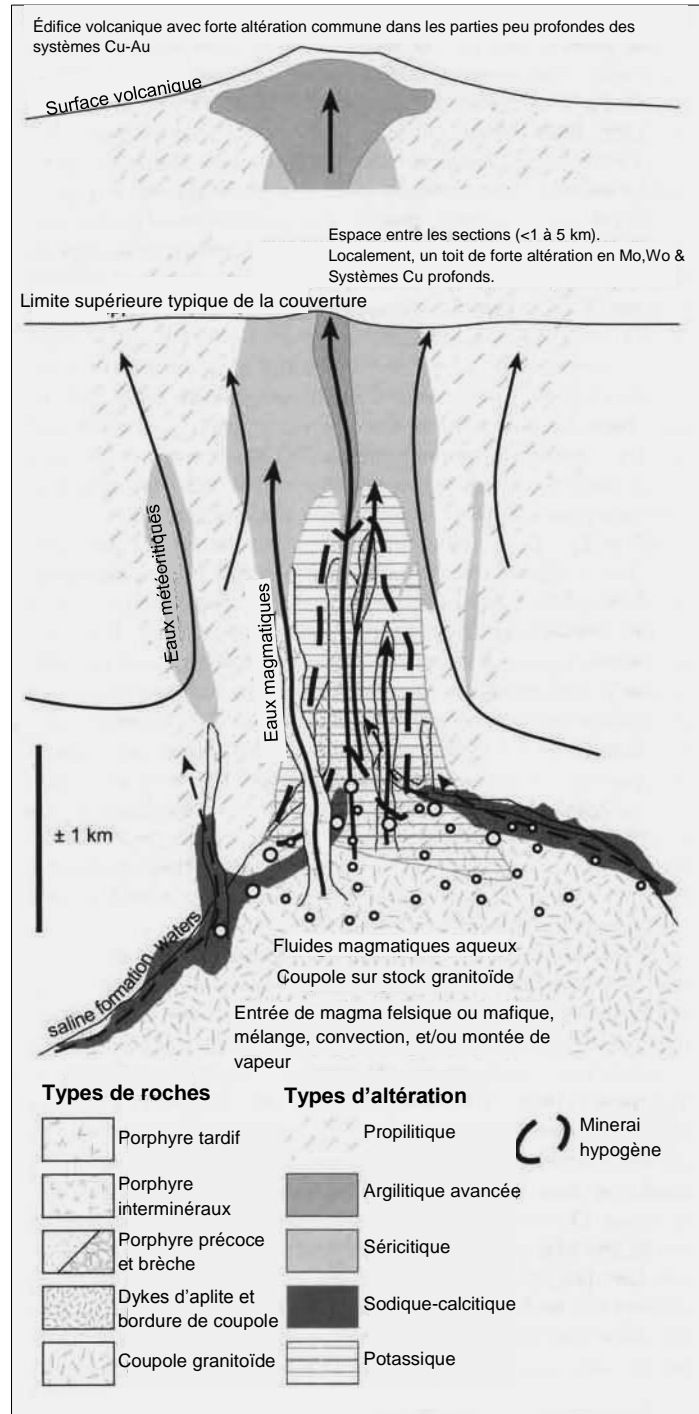 Édifice volcanique avec forte altération commune dans les parties peu profondes des
systèmes Cu-Au
Surface volcanique
Espace entre les sections (<1 à 5 km).
Localement, un toit de forte altération en Mo,Wo &
Systèmes Cu profonds.
Limite supérieure typique de la couverture
Eaux météoritiqués
Eaux magmatiques
± 1 km
saline formation waters
Fluides magmatiques aqueux
Coupole sur stock granitoïde
Entrée de magma felsique ou mafique,
mélange, convection, et/ou montée de
vapeur
Types de roches
Porphyre tardif
Porphyre
interminéraux
Porphyre précoce
et brèche
Dykes d’aplite et
bordure de coupole
Coupole granitoïde
Types d’altération
Propilitique
Argilitique avancée
Séricitique
Sodique-calcitique
Potassique
Minerai
hypogène